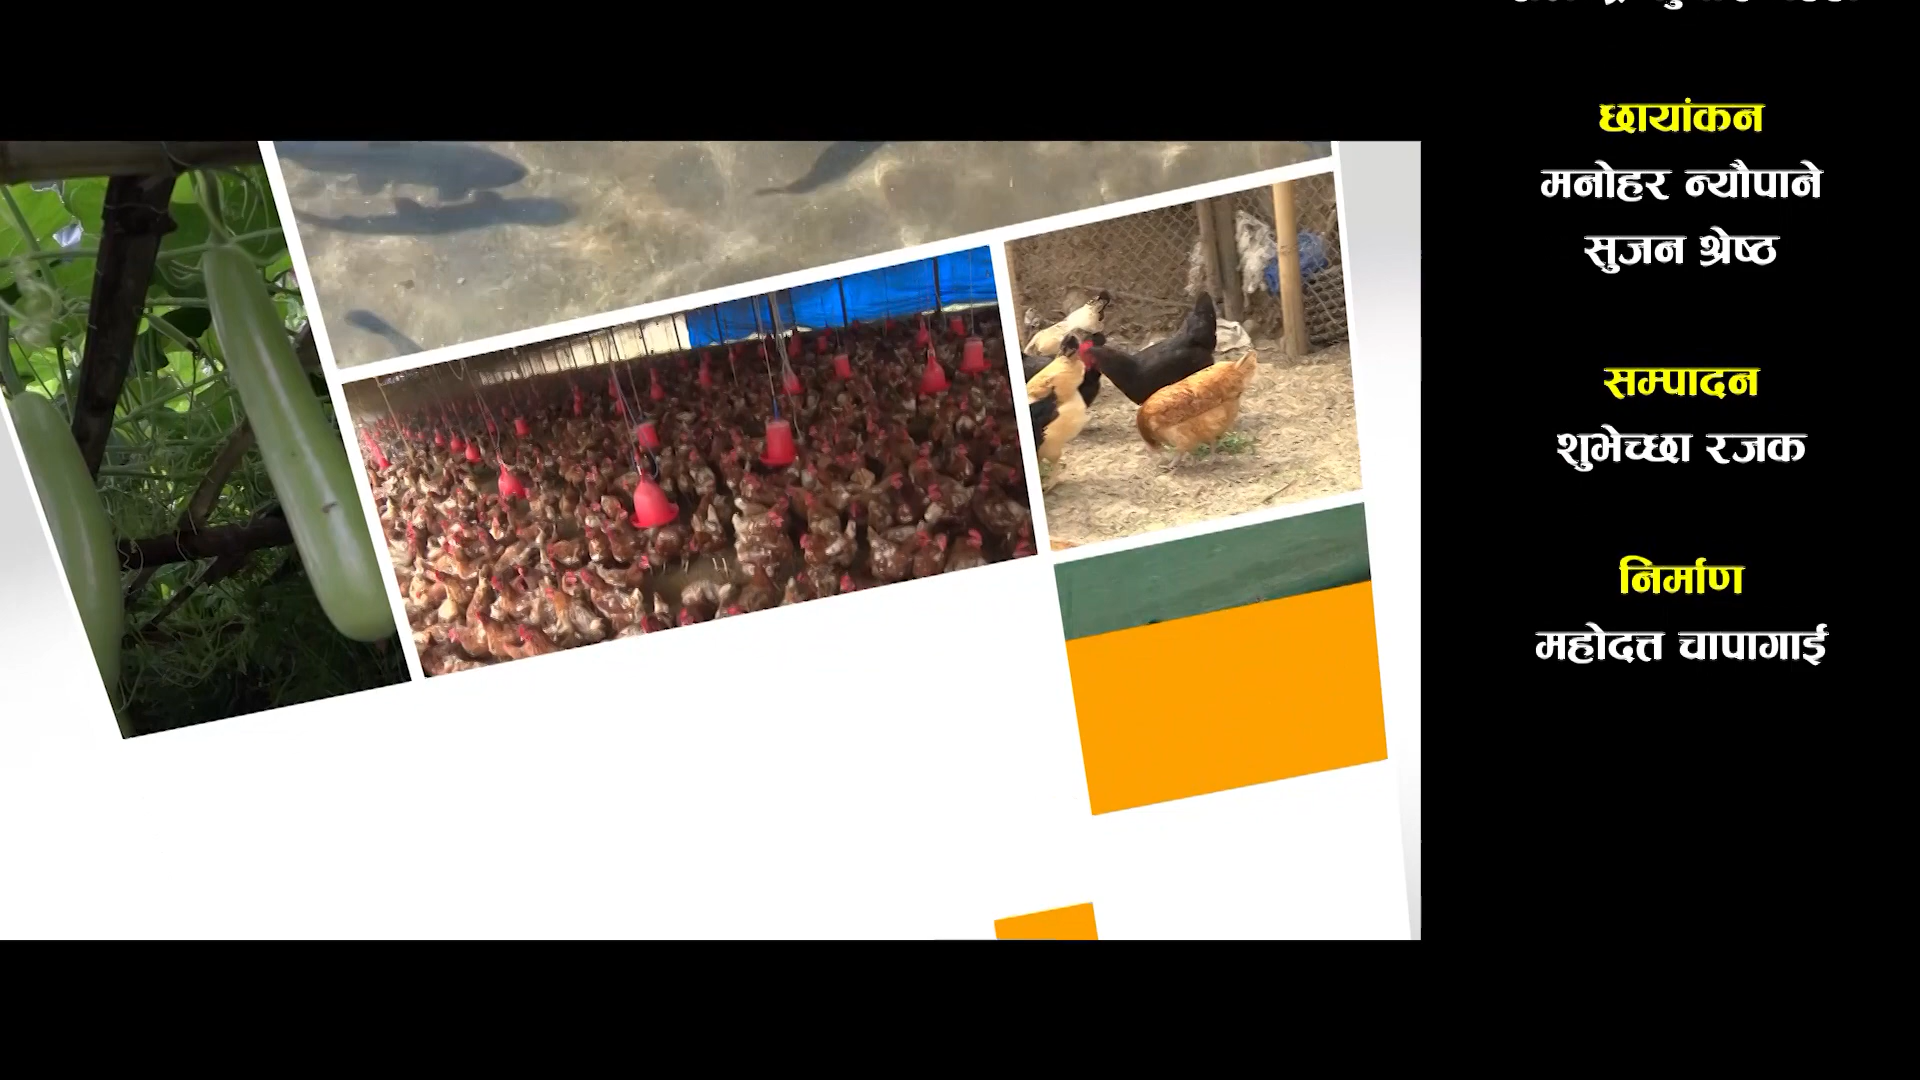 छायांकन
मनोहर न्यौपाने
सुजन श्रेष्ठ
सम्पादन
शुभेच्छा रजक
निर्माण
महोदत्त चापागाई